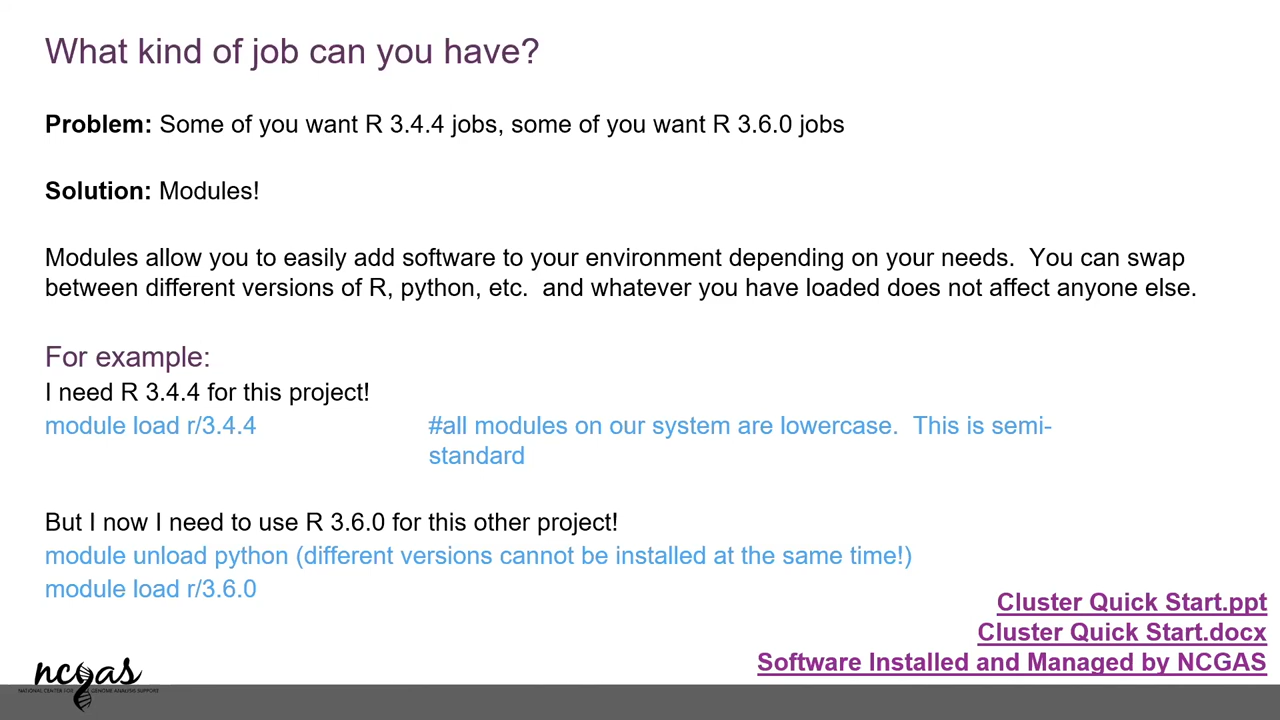 What kind of job can you have?
Problem: Some of you want R 3.4.4 jobs, some of you want R 3.6.0 jobs
Solution: Modules!
Modules allow you to easily add software to your environment depending on your needs.  You can swap
between different versions of R, python, etc.  and whatever you have loaded does not affect anyone else.
For example:
I need R 3.4.4 for this project!
module load r/3.4.4 #all modules on our system are lowercase.  This is semi-
standard
But I now I need to use R 3.6.0 for this other project!
module unload python (different versions cannot be installed at the same time!)
module load r/3.6.0
Cluster Quick Start.ppt
Cluster Quick Start.docx
Software Installed and Managed by NCGAS
ncgas
NATIONAL CENTER FOR GENOME ANALYSIS SUPPORT